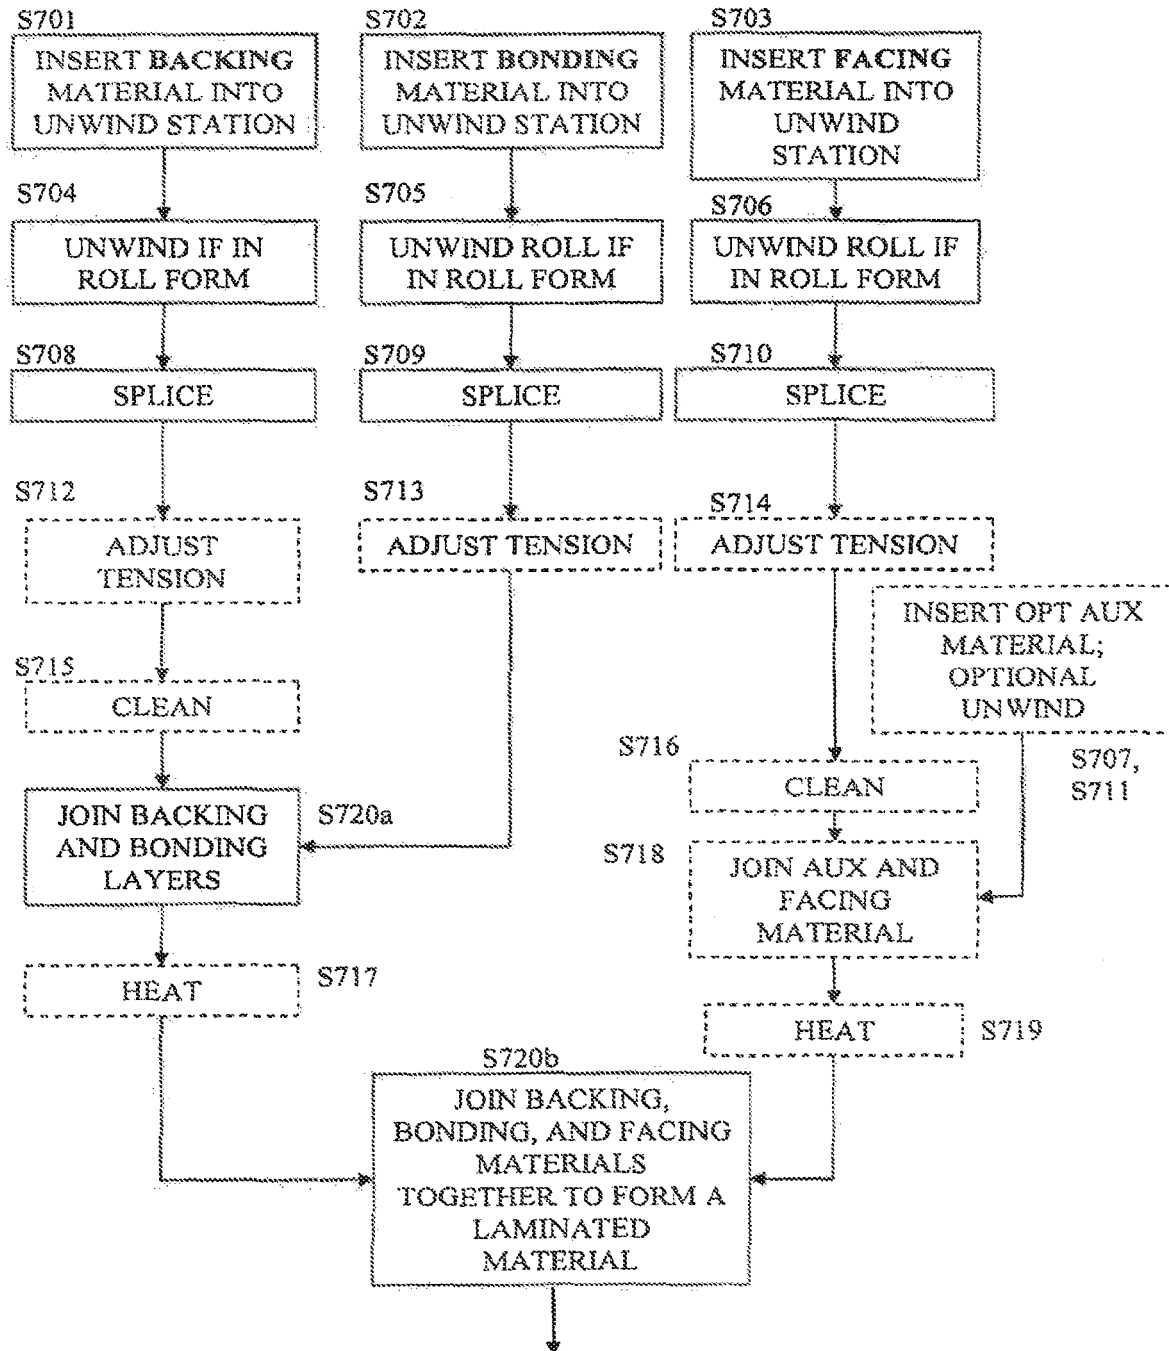 S701
INSERT BACKING
MATERIAL INTO
UNWIND STATION
S702
INSERT BONDING
MATERIAL INTO
UNWIND STATION
S703
INSERT FACING
MATERIAL INTO
UNWIND
STATION
S704
UNWIND IF IN
ROLL FORM
S705
UNWIND ROLL IF
IN ROLL FORM
S706
UNWIND ROLL IF
IN ROLL FORM
S708
SPLICE
S709
SPLICE
S710
SPLICE
S712
ADJUST
TENSION
S713
ADJUST TENSION
S714
ADJUST TENSION
INSERT OPT AUX
MATERIAL;
OPTIONAL
UNWIND
S707,
S711
S715
CLEAN
S716
CLEAN
JOIN BACKING
AND BONDING
LAYERS
S720a
S718
JOIN AUX AND
FACING
MATERIAL
HEAT
S717
HEAT
S719
S720b
JOIN BACKING,
BONDING, AND FACING
MATERIALS
TOGETHER TO FORM A
LAMINATED
MATERIAL